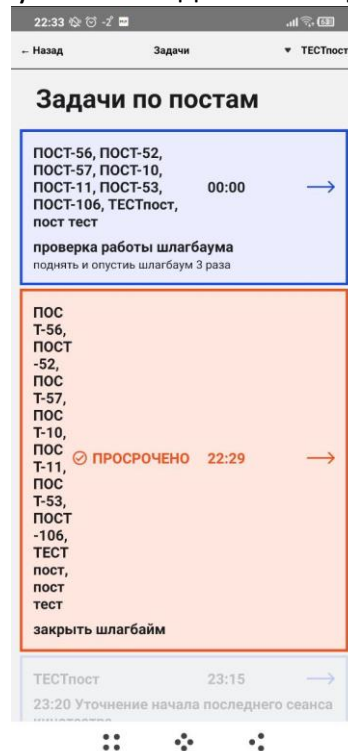 22:33
← Назад Задачи ▼ ТЕСТпост
Задачи по постам
ПОСТ-56, ПОСТ-52,
ПОСТ-57, ПОСТ-10,
ПОСТ-11, ПОСТ-53,
ПОСТ-106, ТЕСТпост,
пост тест
00:00
проверка работы шлагбаума
поднять и опустиь шлагбаум 3 раза
ПОС
Т-56,
ПОСТ
-52,
ПОС
Т-57,
ПОС
Т-10,
ПОС
Т-11,
ПОС
Т-53,
ПОСТ
-106,
ТЕСТ
пост,
пост
тест
ПРОСРОЧЕНО 22:29
закрыть шлагбайм
ТЕСТпост 23:15
23:20 Уточнение начала последнего сеанса